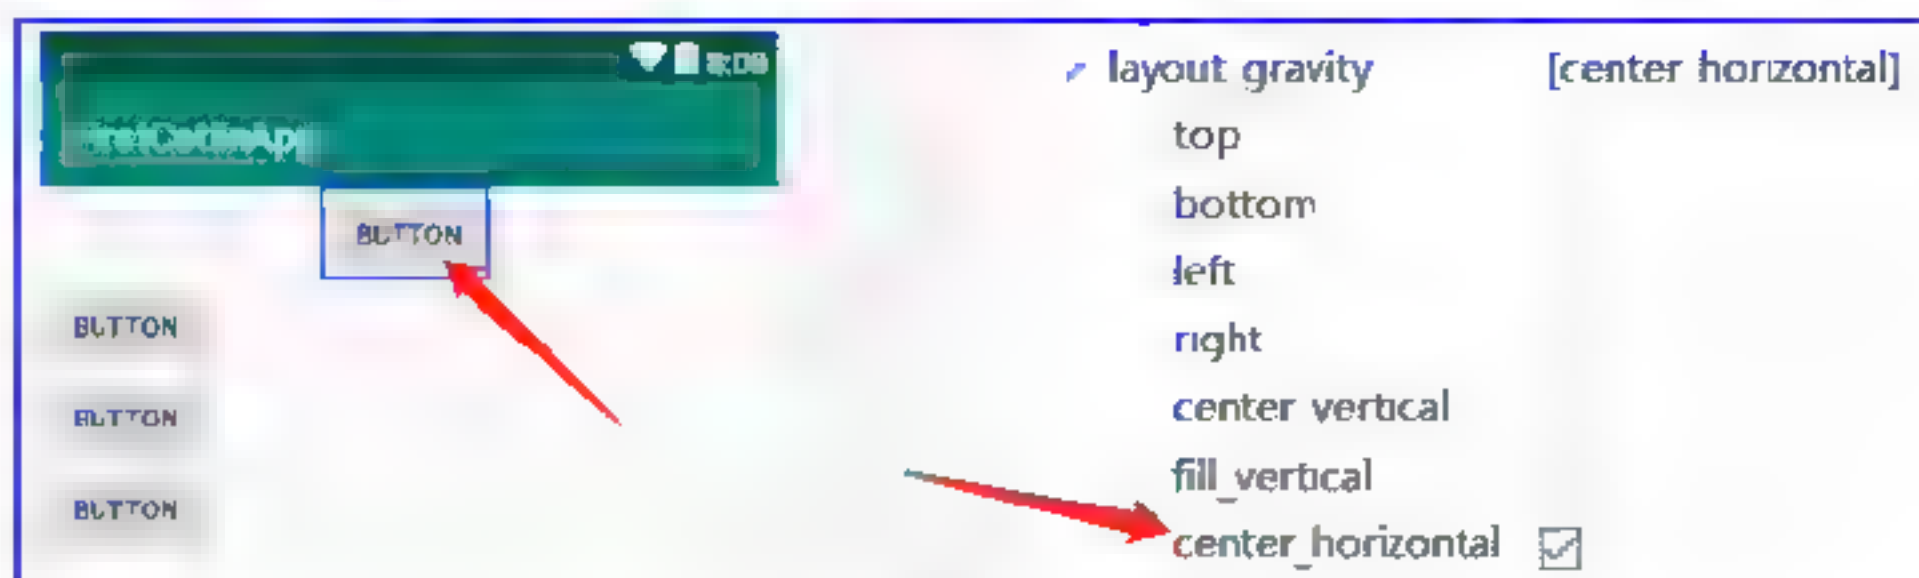 BUTTON
BUTTON
BUTTON
BUTTON
layout gravity [center horizontal]
top
bottom
left
right
center vertical
fill_vertical
center_horizontal